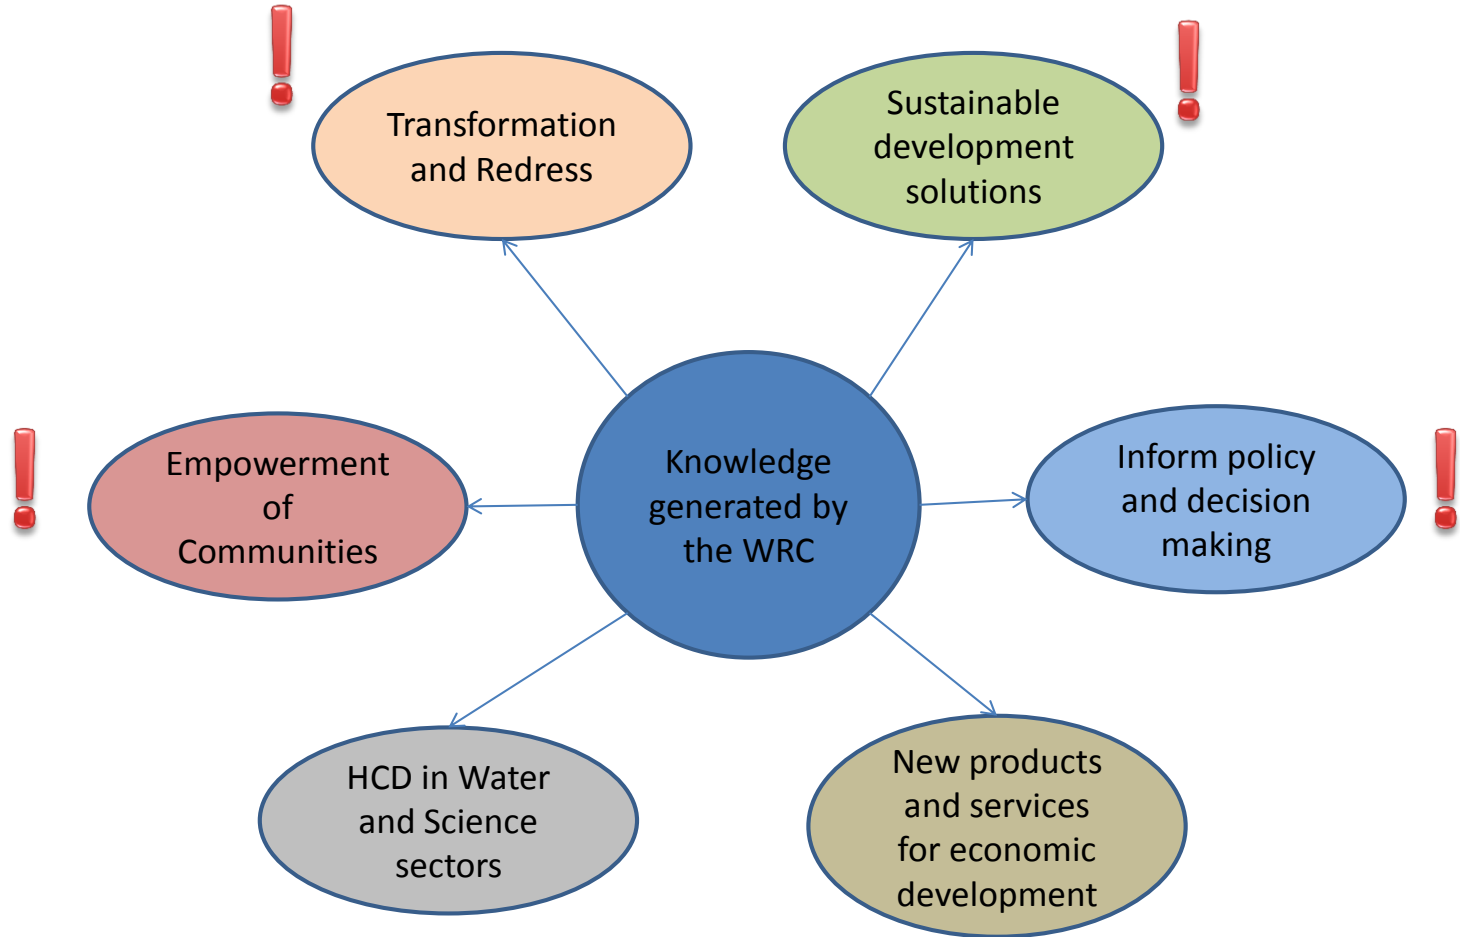 Transformation
and Redress
Sustainable
development
solutions
Empowerment
of
Communities
Knowledge
generated by
the WRC
Inform policy
and decision
making
HCD in Water
and Science
sectors
New products
and services
for economic
development